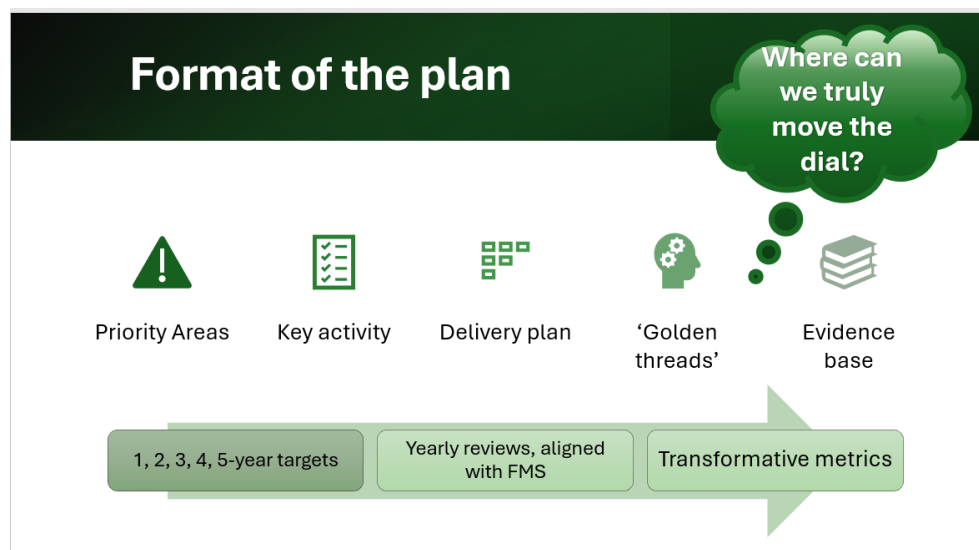 Format of the plan
Where can
we truly
move the
dial?
Priority Areas
Key activity
Delivery plan
‘Golden
threads’
Evidence
base
1, 2, 3, 4, 5-year targets
Yearly reviews, aligned
with FMS
Transformative metrics